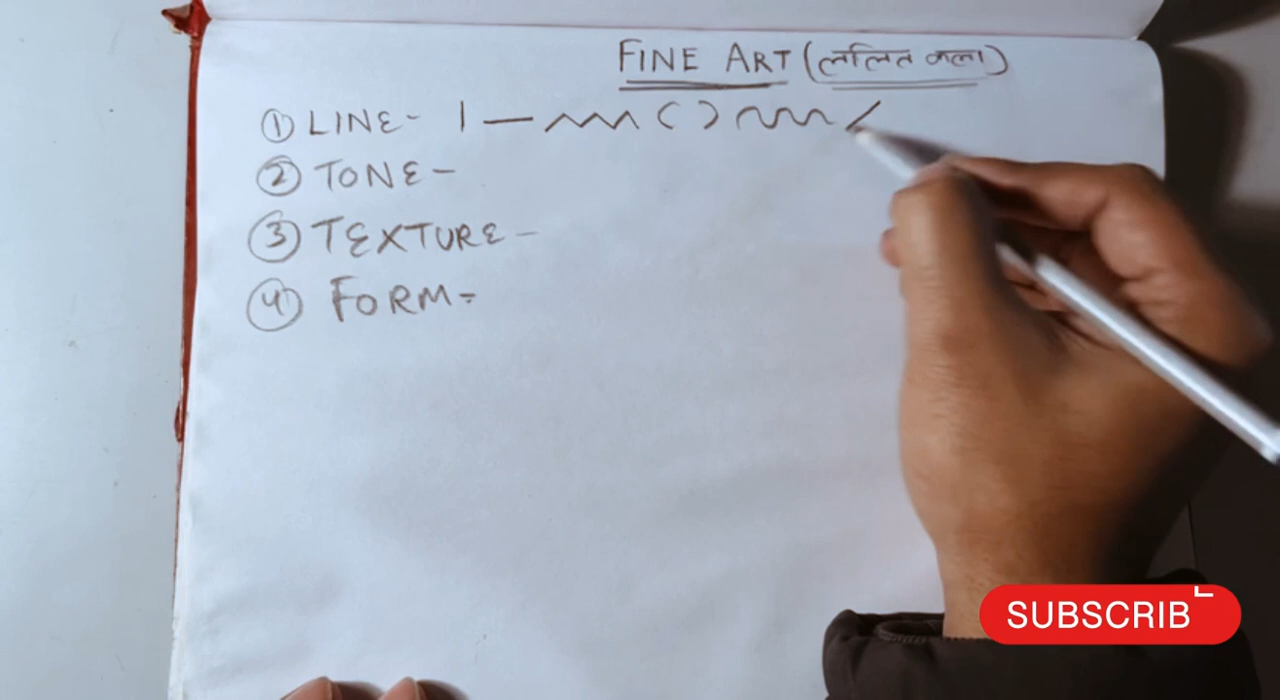 FINE ART (ललित कला)
① LINE -
② TONE -
③ TEXTURE -
④ FORM -
SUBSCRIB